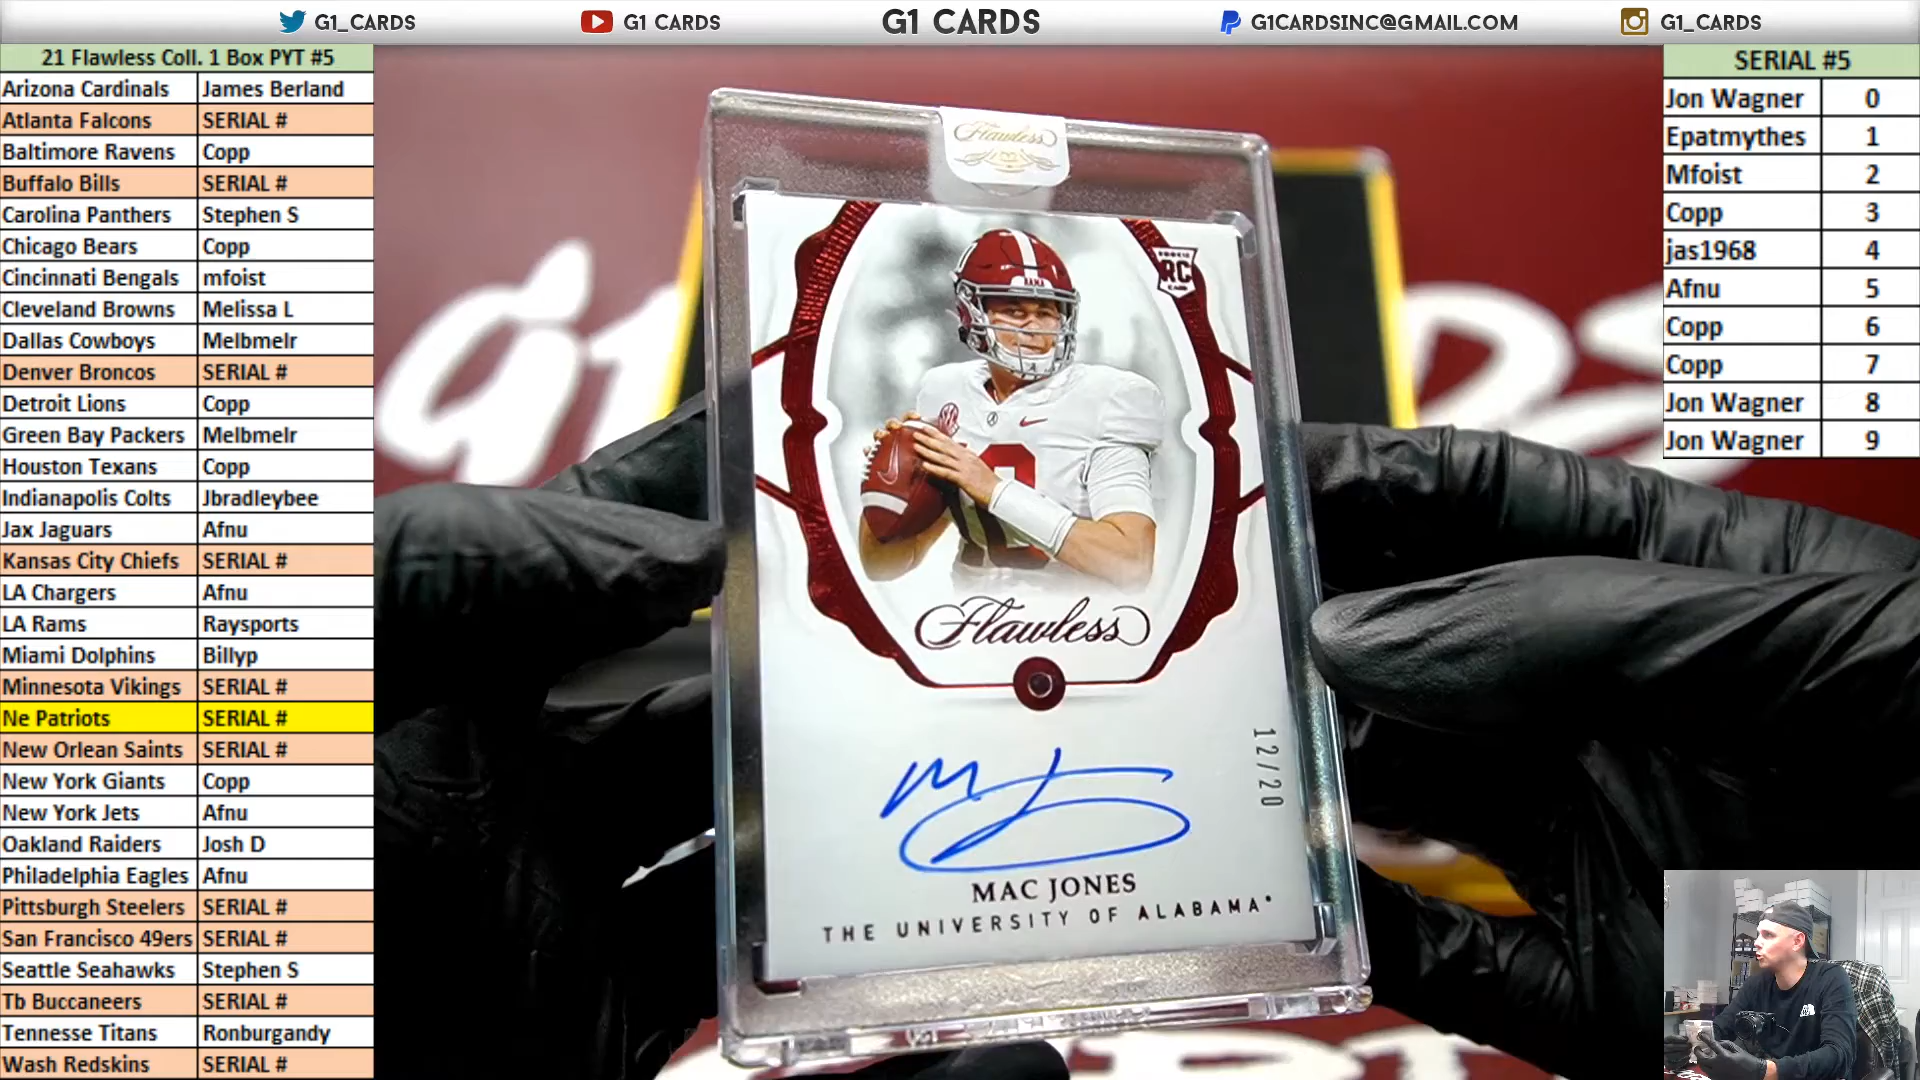 G1_CARDS
G1 CARDS
G1 CARDS
G1CARDSINC@GMAIL.COM
G1_CARDS
21 Flawless Coll. 1 Box PYT #5
Arizona Cardinals James Berland
Atlanta Falcons SERIAL #
Baltimore Ravens Copp
Buffalo Bills SERIAL #
Carolina Panthers Stephen S
Chicago Bears Copp
Cincinnati Bengals mfoist
Cleveland Browns Melissa L
Dallas Cowboys Melbmelr
Denver Broncos SERIAL #
Detroit Lions Copp
Green Bay Packers Melbmelr
Houston Texans Copp
Indianapolis Colts Jbradleybee
Jax Jaguars Afnu
Kansas City Chiefs SERIAL #
LA Chargers Afnu
LA Rams Raysports
Miami Dolphins Billyp
Minnesota Vikings SERIAL #
Ne Patriots SERIAL #
New Orlean Saints SERIAL #
New York Giants Copp
New York Jets Afnu
Oakland Raiders Josh D
Philadelphia Eagles Afnu
Pittsburgh Steelers SERIAL #
San Francisco 49ers SERIAL #
Seattle Seahawks Stephen S
Tb Buccaneers SERIAL #
Tennesse Titans Ronburgandy
Wash Redskins SERIAL #
Flawless
ROOKIE
RC
CARD
BAMA
Flawless
12/20
MAC JONES
THE UNIVERSITY OF ALABAMA
SERIAL #5
Jon Wagner 0
Epatmythes 1
Mfoist 2
Copp 3
jas1968 4
Afnu 5
Copp 6
Copp 7
Jon Wagner 8
Jon Wagner 9